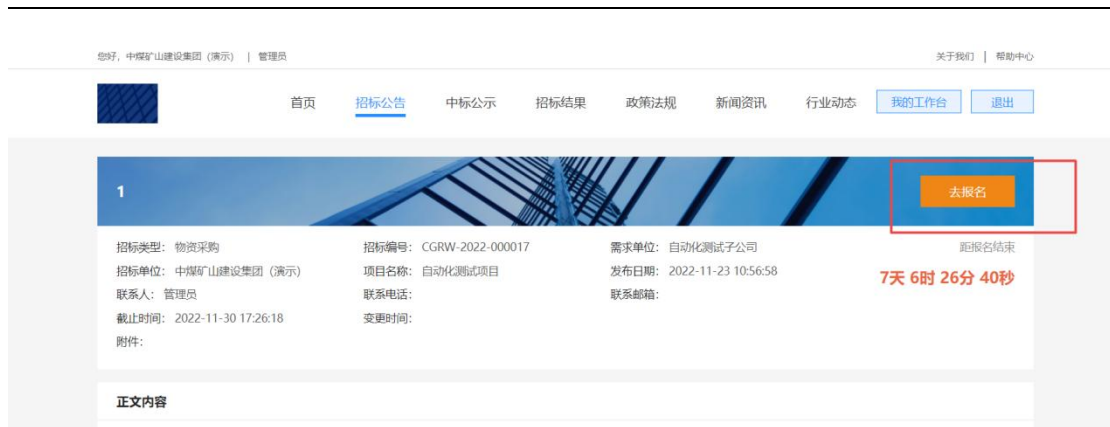 您好，中煤矿山建设集团（演示） | 管理员 关于我们 | 帮助中心
首页 招标公告 中标公示 招标结果 政策法规 新闻资讯 行业动态 我的工作台 退出
1 去报名
招标类型： 物资采购 招标编号： CGRW-2022-000017 需求单位： 自动化测试子公司 距报名结束
招标单位： 中煤矿山建设集团（演示） 项目名称： 自动化测试项目 发布日期： 2022-11-23 10:56:58 7天 6时 26分 40秒
联系人： 管理员 联系电话： 联系邮箱：
截止时间： 2022-11-30 17:26:18 变更时间：
附件：
正文内容